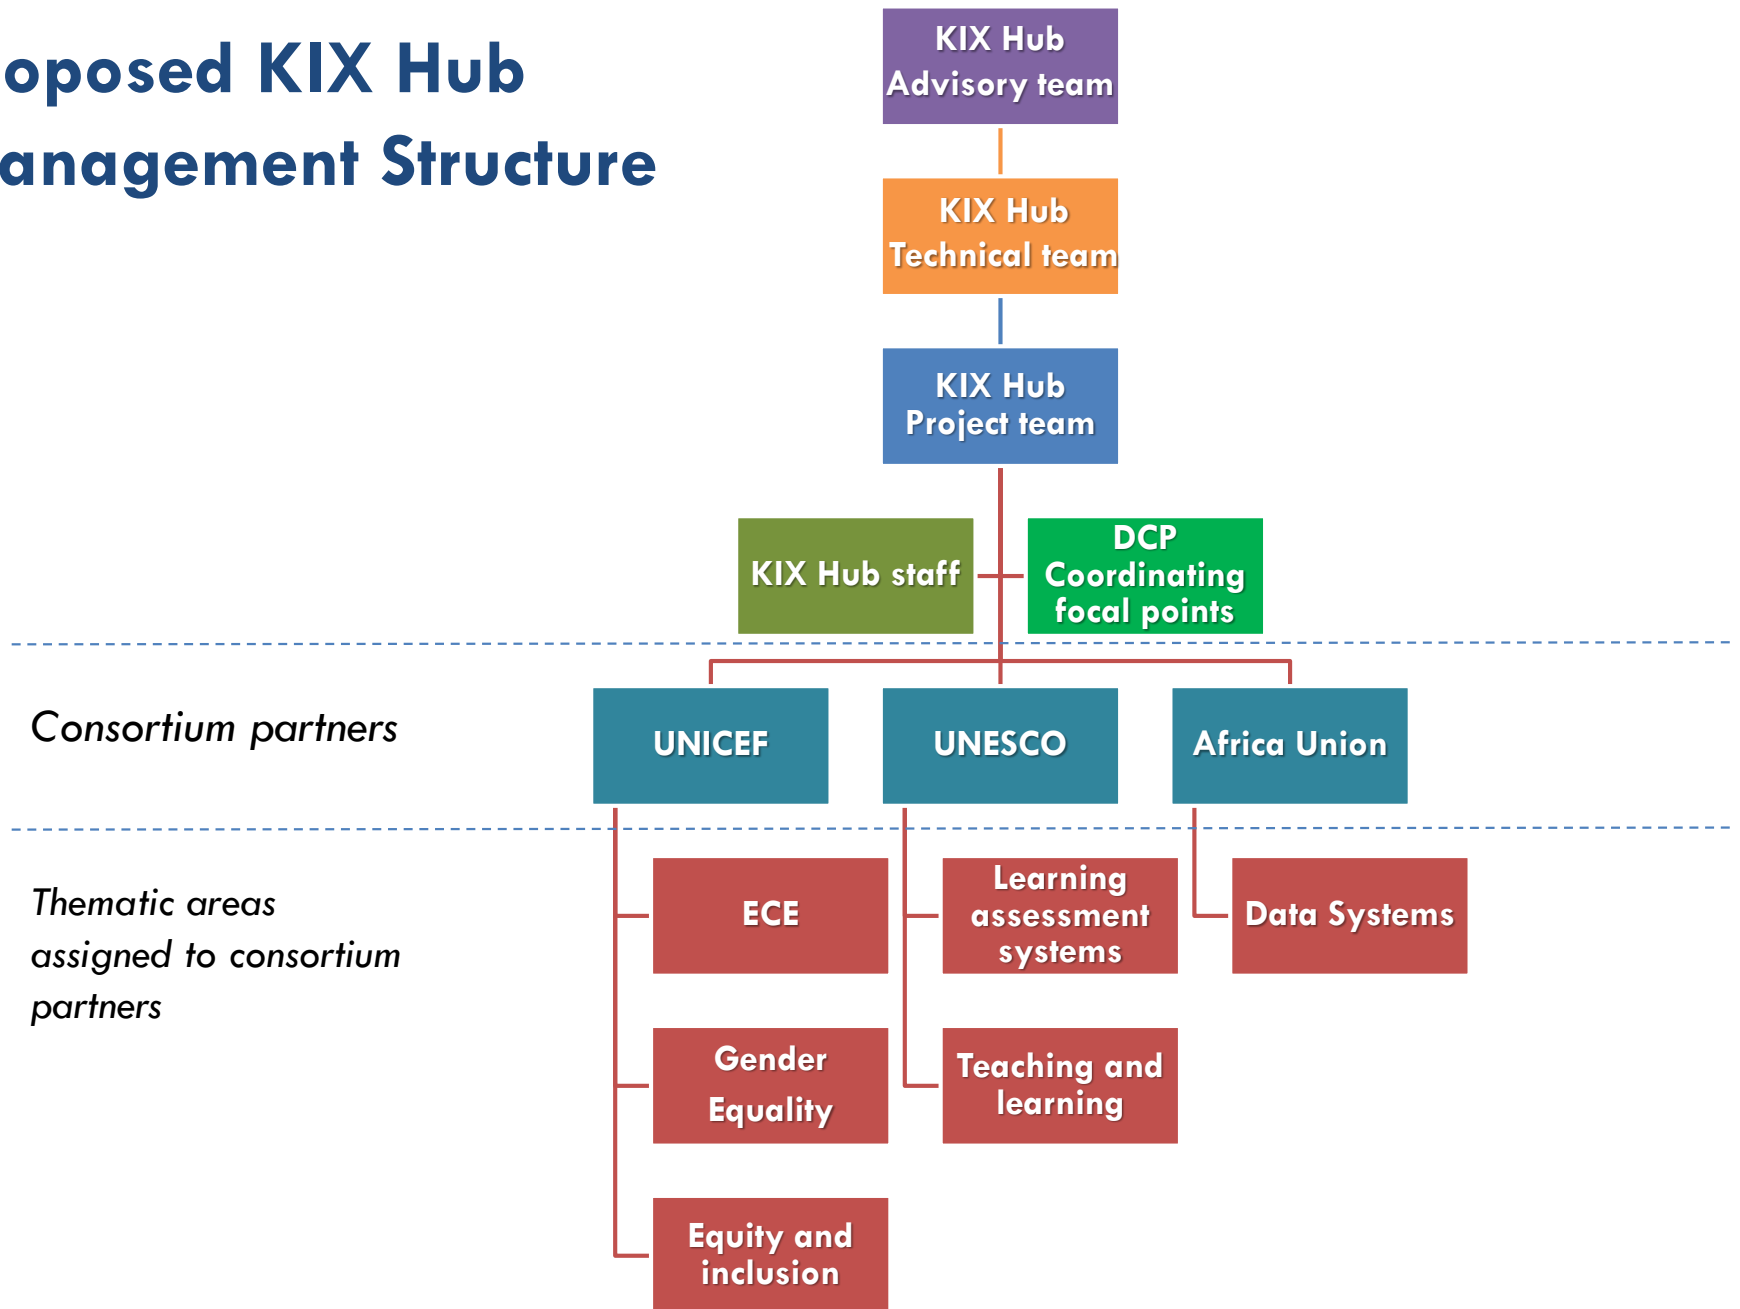 oposed KIX Hub
anagement Structure
KIX Hub
Advisory team
KIX Hub
Technical team
KIX Hub
Project team
KIX Hub staff
DCP
Coordinating
focal points
Consortium partners
UNICEF
UNESCO
Africa Union
Thematic areas
assigned to consortium
partners
ECE
Learning
assessment
systems
Data Systems
Gender
Equality
Teaching and
learning
Equity and
inclusion